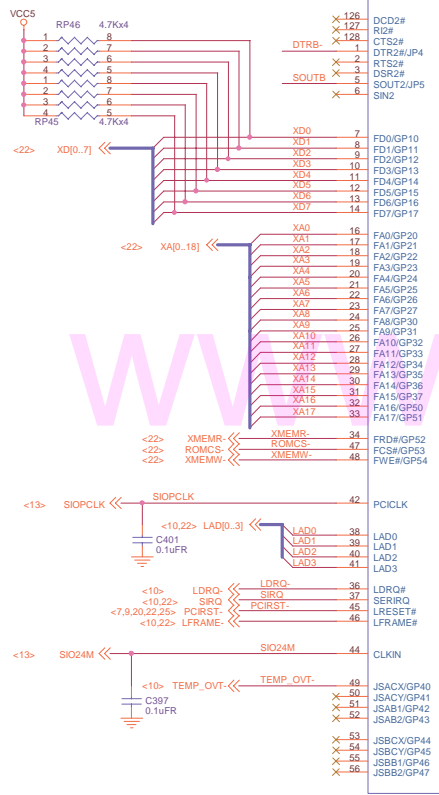 VCC5
RP46 4.7Kx4
1 8
2 7
3 6
4 5
1 8
2 7
3 6
4 5
RP45 4.7Kx4
126 DCD2#
127 RI2#
128 CTS2#
DTRB- 1 DTR2#/JP4
2 RTS2#
3 DSR2#
SOUTB 5 SOUT2/JP5
6 SIN2
<22> XD[0..7]
XD0 7 FD0/GP10
XD1 8 FD1/GP11
XD2 9 FD2/GP12
XD3 10 FD3/GP13
XD4 11 FD4/GP14
XD5 12 FD5/GP15
XD6 13 FD6/GP16
XD7 14 FD7/GP17
<22> XA[0..18]
XA0 16 FA0/GP20
XA1 17 FA1/GP21
XA2 18 FA2/GP22
XA3 19 FA3/GP23
XA4 20 FA4/GP24
XA5 21 FA5/GP25
XA6 22 FA6/GP26
XA7 23 FA7/GP27
XA8 24 FA8/GP30
XA9 25 FA9/GP31
XA10 26 FA10/GP32
XA11 27 FA11/GP33
XA12 28 FA12/GP34
XA13 29 FA13/GP35
XA14 30 FA14/GP36
XA15 31 FA15/GP37
XA16 32 FA16/GP50
XA17 33 FA17/GP51
<22> XMEMR- XMEMR- 34 FRD#/GP52
<22> ROMCS- ROMCS- 47 FCS#/GP53
<22> XMEMW- XMEMW- 48 FWE#/GP54
<13> SIOPCLK SIOPCLK 42 PCICLK
C401
0.1uFR
<10,22> LAD[0..3]
LAD0 38 LAD0
LAD1 39 LAD1
LAD2 40 LAD2
LAD3 41 LAD3
<10> LDRQ- LDRQ- 36 LDRQ#
<10,22> SIRQ SIRQ 37 SERIRQ
<7,9,20,22,25> PCIRST- PCIRST- 45 LRESET#
<10,22> LFRAME- 46 LFRAME#
<13> SIO24M SIO24M 44 CLKIN
C397
0.1uFR
<10> TEMP_OVT- TEMP_OVT- 49 JSACX/GP40
50 JSACY/GP41
51 JSAB1/GP42
52 JSAB2/GP43
53 JSBCX/GP44
54 JSBCY/GP45
55 JSBB1/GP46
56 JSBB2/GP47
WW